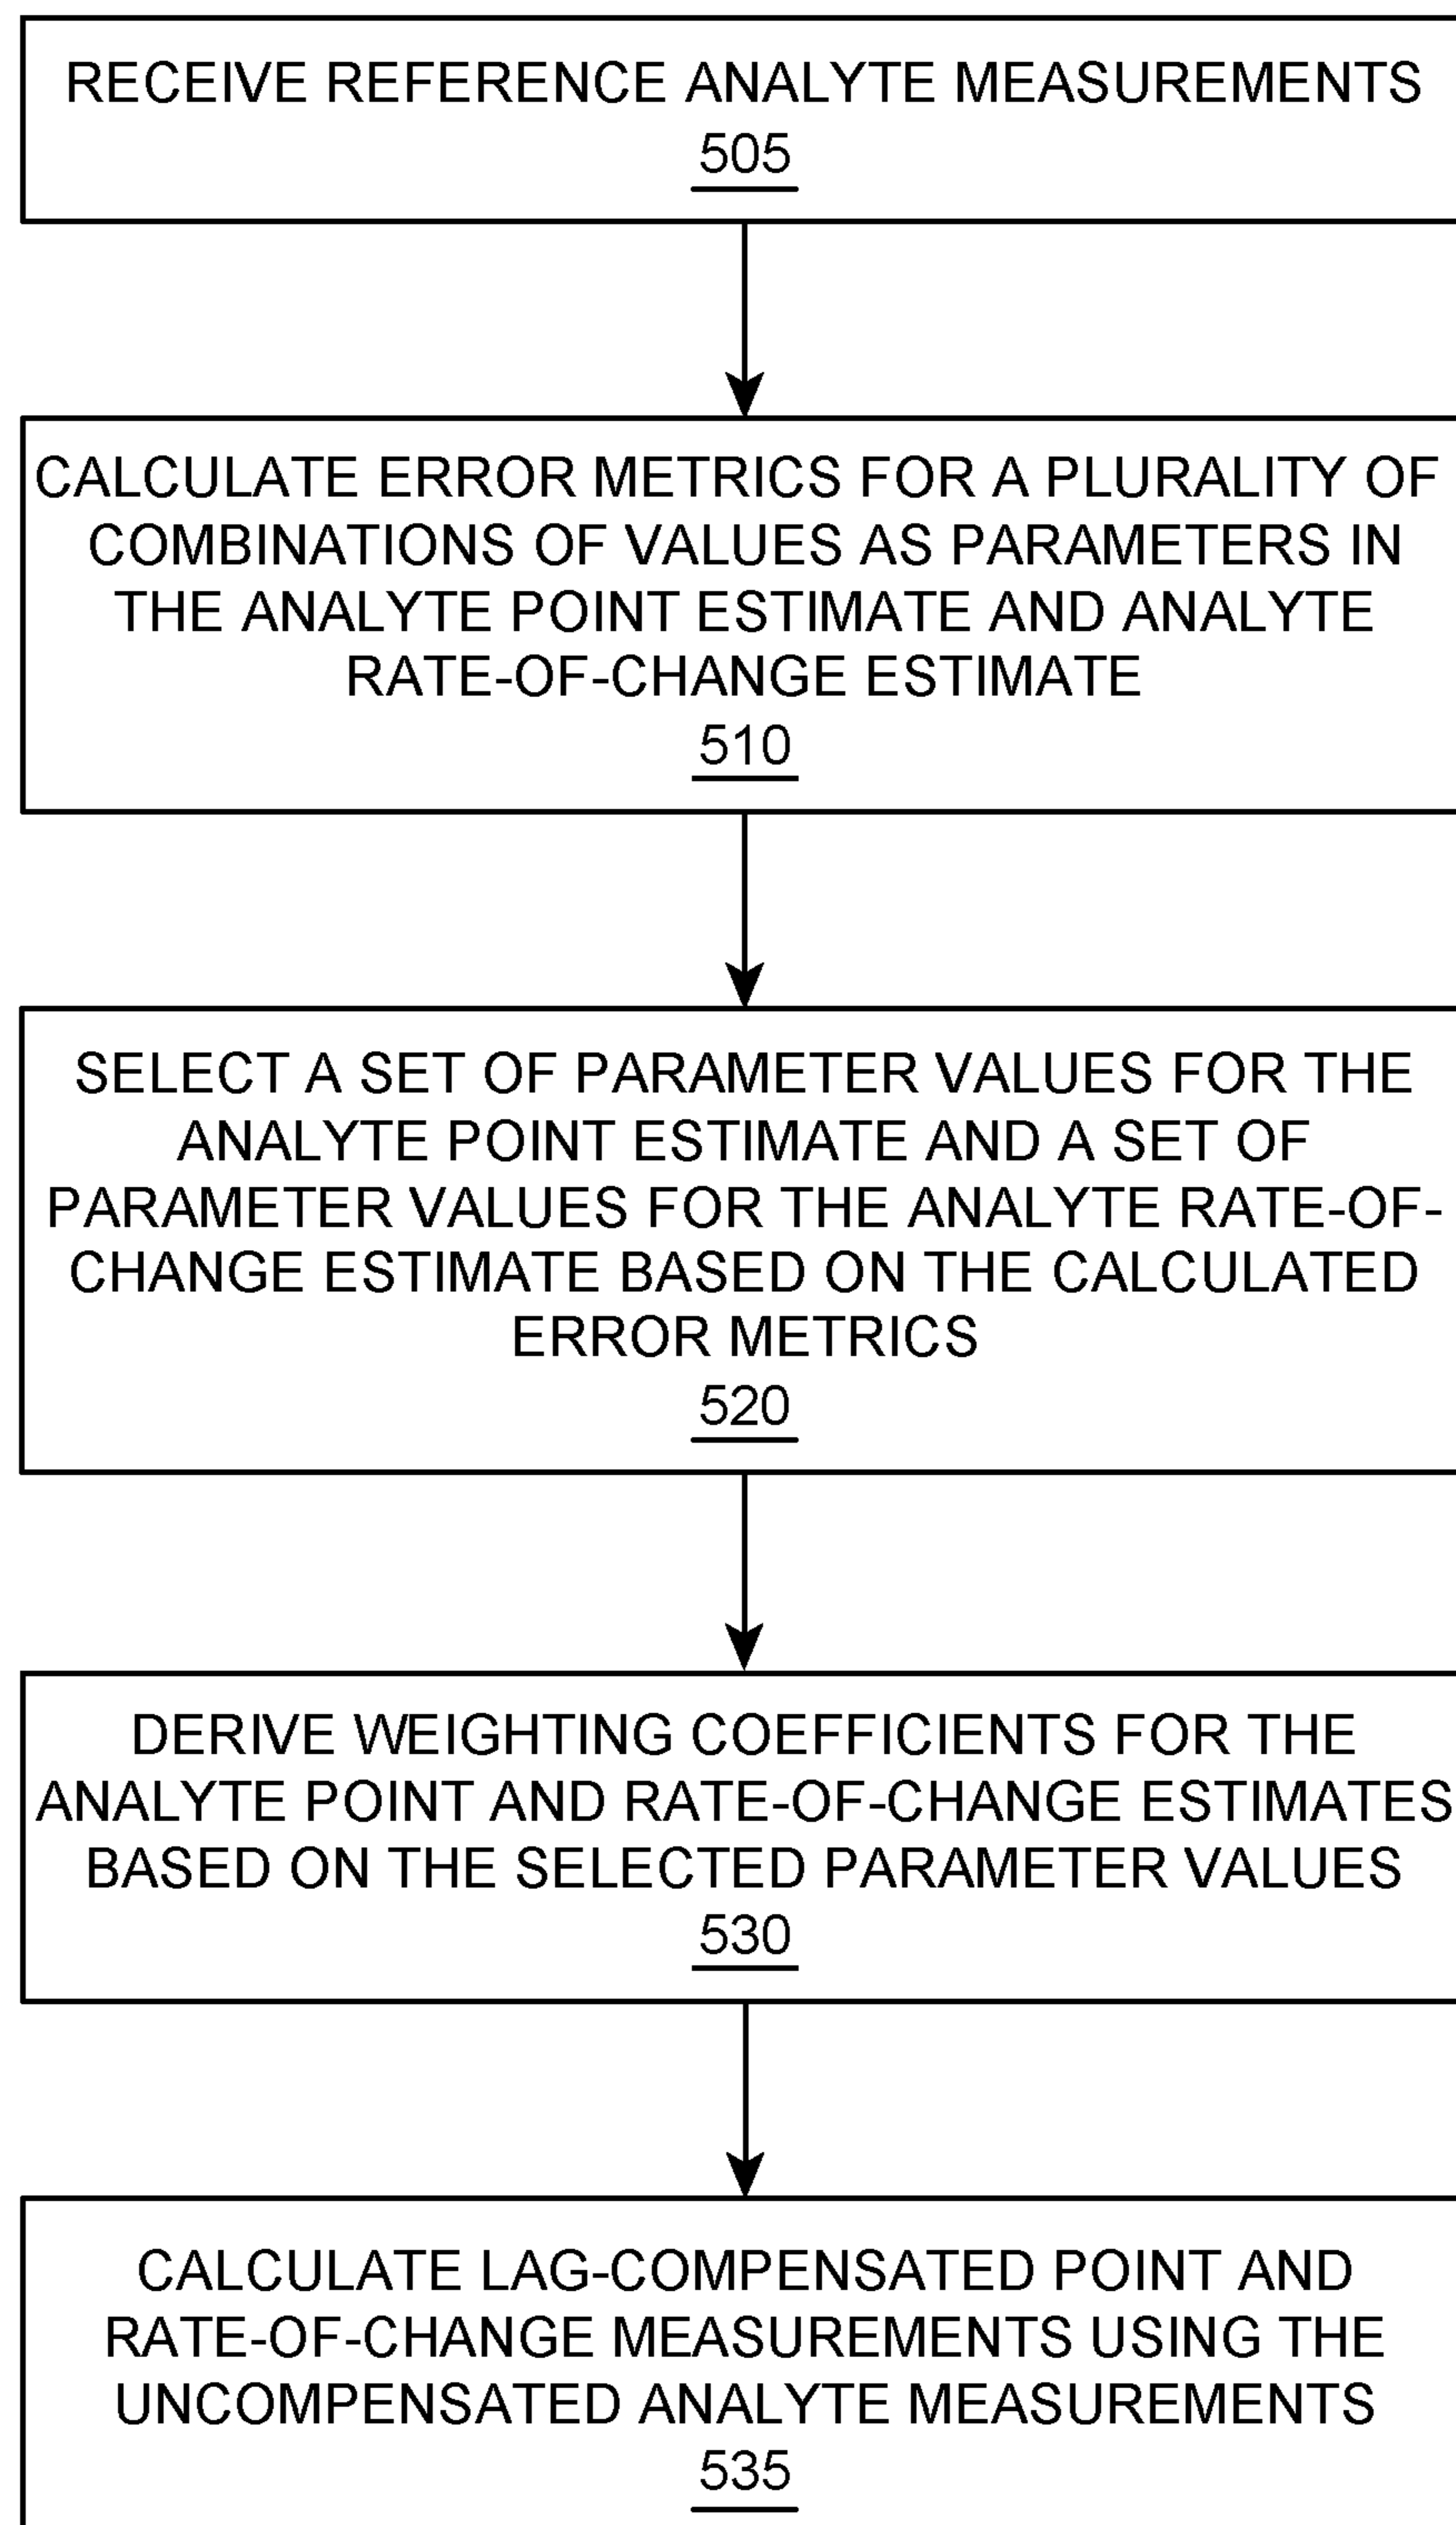 RECEIVE REFERENCE ANALYTE MEASUREMENTS
505
CALCULATE ERROR METRICS FOR A PLURALITY OF
COMBINATIONS OF VALUES AS PARAMETERS IN
THE ANALYTE POINT ESTIMATE AND ANALYTE
RATE-OF-CHANGE ESTIMATE
510
SELECT A SET OF PARAMETER VALUES FOR THE
ANALYTE POINT ESTIMATE AND A SET OF
PARAMETER VALUES FOR THE ANALYTE RATE-OF-
CHANGE ESTIMATE BASED ON THE CALCULATED
ERROR METRICS
520
DERIVE WEIGHTING COEFFICIENTS FOR THE
ANALYTE POINT AND RATE-OF-CHANGE ESTIMATES
BASED ON THE SELECTED PARAMETER VALUES
530
CALCULATE LAG-COMPENSATED POINT AND
RATE-OF-CHANGE MEASUREMENTS USING THE
UNCOMPENSATED ANALYTE MEASUREMENTS
535